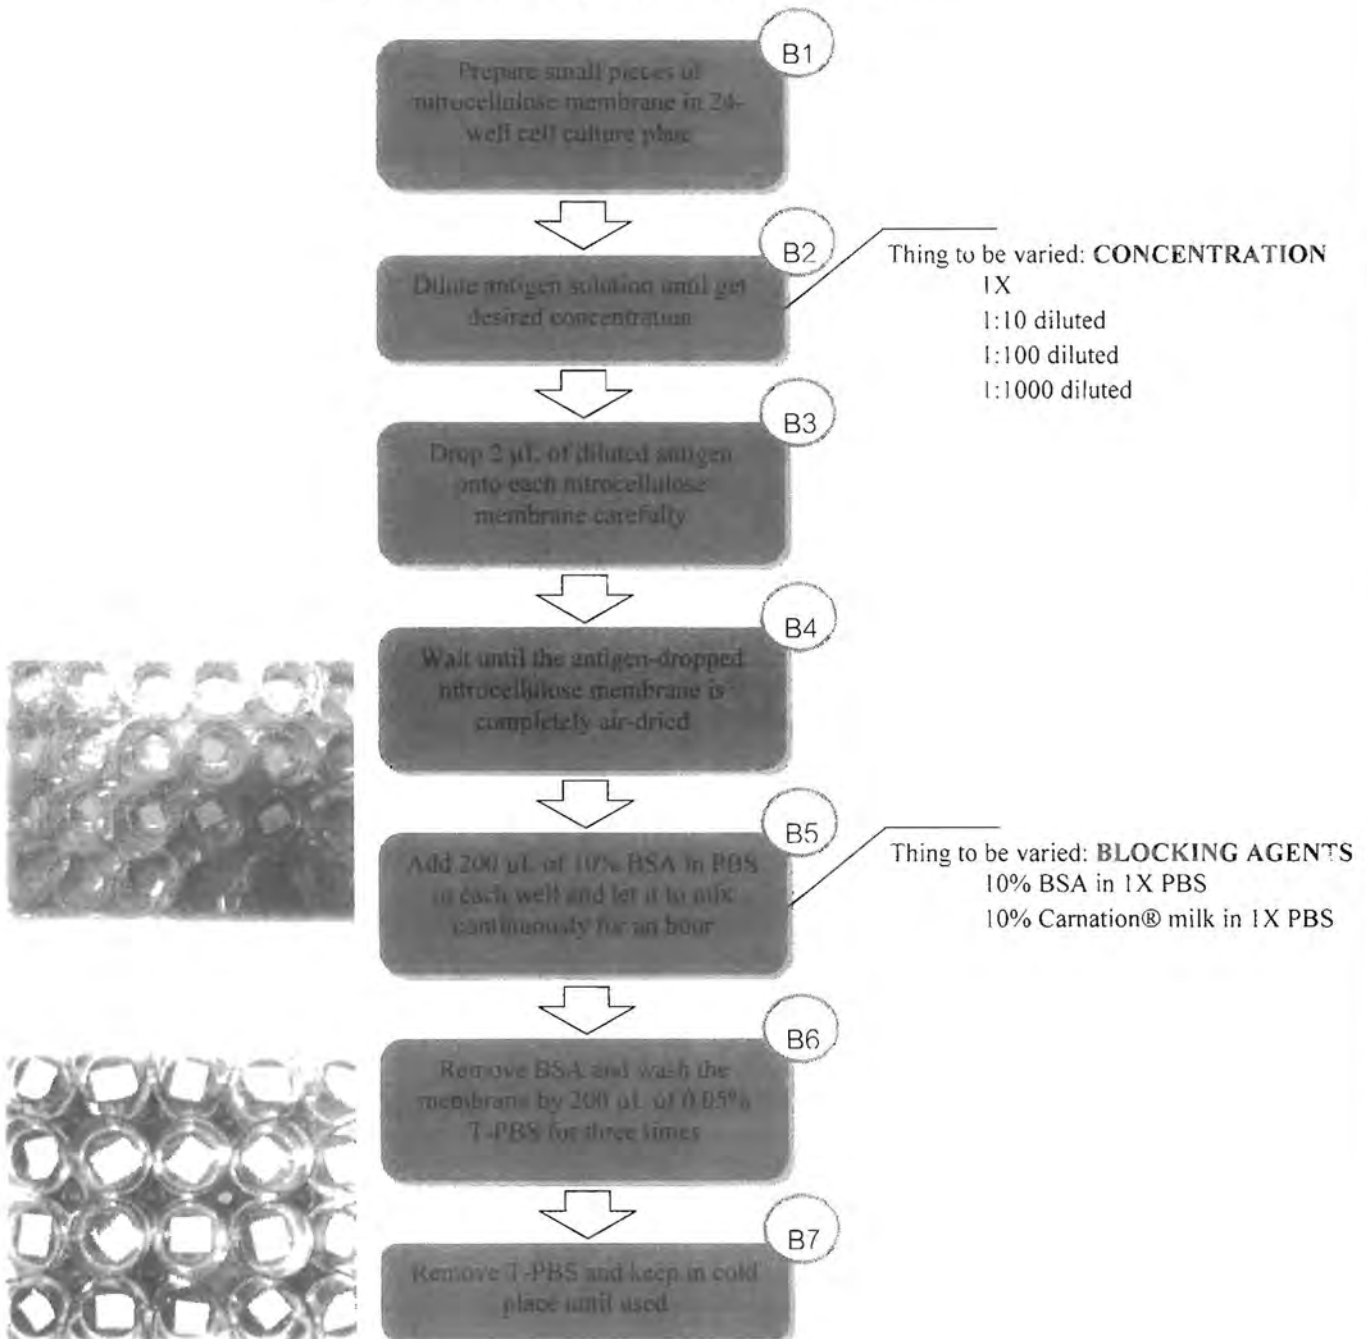 B1
Prepare small pieces of
nitrocellulose membrane in 24-
well cell culture plate
B2
Dilute antigen solution until get
desired concentration
Thing to be varied: CONCENTRATION
1X
1:10 diluted
1:100 diluted
1:1000 diluted
B3
Drop 2 µL of diluted antigen
onto each nitrocellulose
membrane carefully
B4
Wait until the antigen-dropped
nitrocellulose membrane is
completely air-dried
B5
Add 200 µL of 10% BSA in PBS
in each well and let it to mix
continuously for an hour
Thing to be varied: BLOCKING AGENTS
10% BSA in 1X PBS
10% Carnation® milk in 1X PBS
B6
Remove BSA and wash the
membrane by 200 µL of 0.05%
T-PBS for three times
B7
Remove T-PBS and keep in cold
place until used